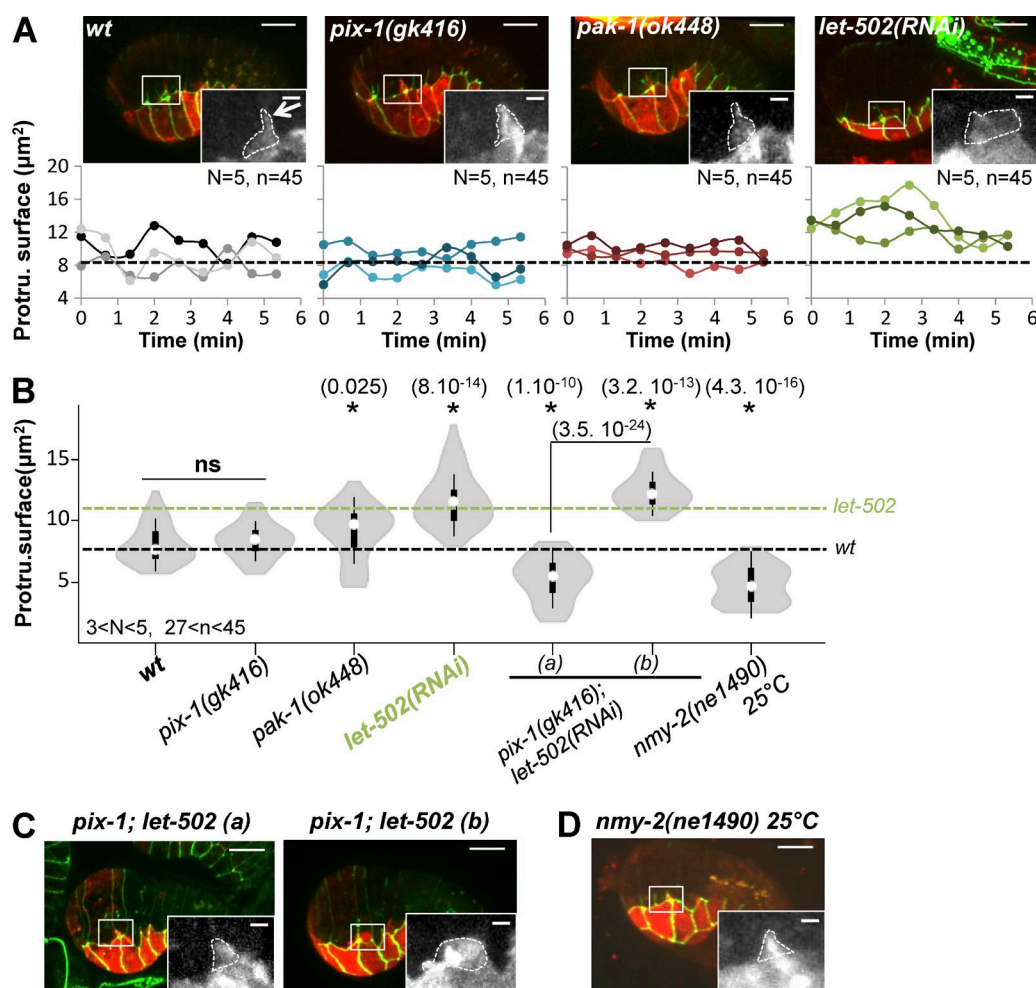 A
wt
pix-1(gk416)
pak-1(ok448)
let-502(RNAi)
Protru. surface (µm²)
20
16
12
8
4
N=5, n=45
N=5, n=45
N=5, n=45
N=5, n=45
0 1 2 3 4 5 6
0 1 2 3 4 5 6
0 1 2 3 4 5 6
0 1 2 3 4 5 6
Time (min)
Time (min)
Time (min)
Time (min)
B
(0.025)
(8.10⁻¹⁴)
(1.10⁻¹⁰)
(3.2. 10⁻¹³)
(4.3. 10⁻¹⁶)
* * * * *
(3.5. 10⁻²⁴)
Protru.surface(µm²)
15
10
5
ns
let-502
wt
3<N<5, 27<n<45
wt
pix-1(gk416)
pak-1(ok448)
let-502(RNAi)
(a)
(b)
pix-1(gk416);
let-502(RNAi)
nmy-2(ne1490)
25°C
C
pix-1; let-502 (a)
pix-1; let-502 (b)
D
nmy-2(ne1490) 25°C